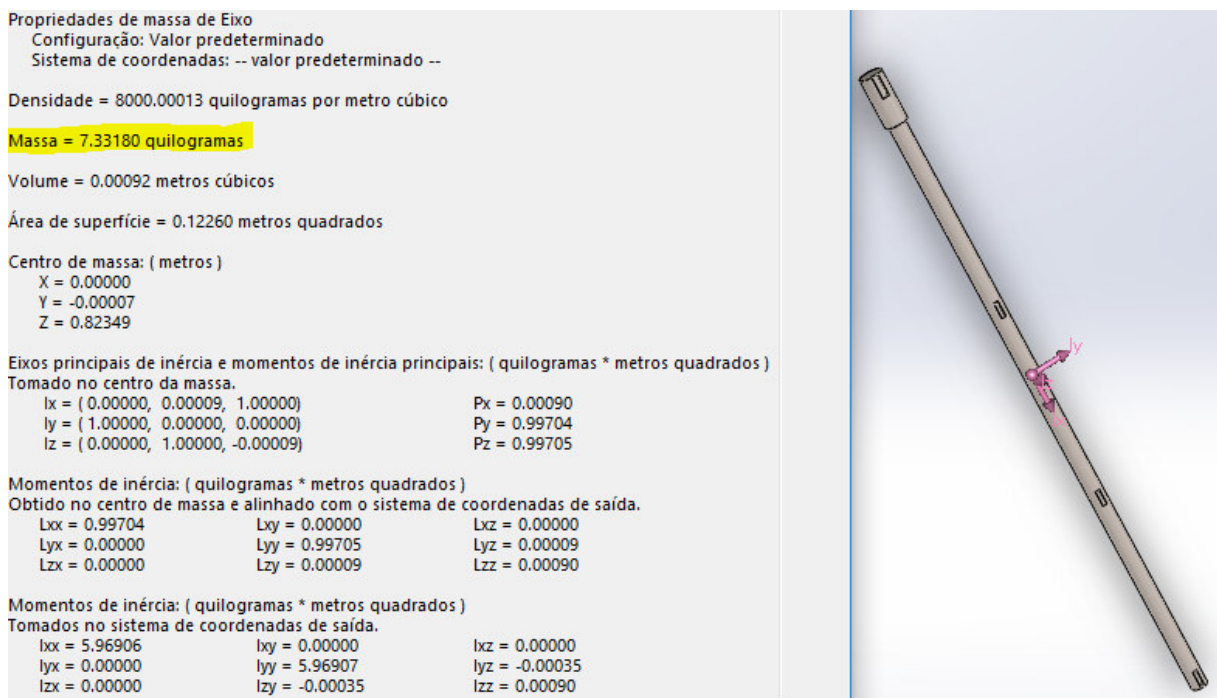 Propriedades de massa de Eixo
Configuração: Valor predeterminado
Sistema de coordenadas: -- valor predeterminado --
Densidade = 8000.00013 quilogramas por metro cúbico
Massa = 7.33180 quilogramas
Volume = 0.00092 metros cúbicos
Área de superfície = 0.12260 metros quadrados
Centro de massa: ( metros )
X = 0.00000
Y = -0.00007
Z = 0.82349
Eixos principais de inércia e momentos de inércia principais: ( quilogramas * metros quadrados )
Tomado no centro da massa.
Ix = ( 0.00000, 0.00009, 1.00000) Px = 0.00090
Iy = ( 1.00000, 0.00000, 0.00000) Py = 0.99704
Iz = ( 0.00000, 1.00000, -0.00009) Pz = 0.99705
Momentos de inércia: ( quilogramas * metros quadrados )
Obtido no centro de massa e alinhado com o sistema de coordenadas de saída.
Lxx = 0.99704 Lxy = 0.00000 Lxz = 0.00000
Lyx = 0.00000 Lyy = 0.99705 Lyz = 0.00009
Lzx = 0.00000 Lzy = 0.00009 Lzz = 0.00090
Momentos de inércia: ( quilogramas * metros quadrados )
Tomados no sistema de coordenadas de saída.
Ixx = 5.96906 Ixy = 0.00000 Ixz = 0.00000
Iyx = 0.00000 Iyy = 5.96907 Iyz = -0.00035
Izx = 0.00000 Izy = -0.00035 Izz = 0.00090
Iy